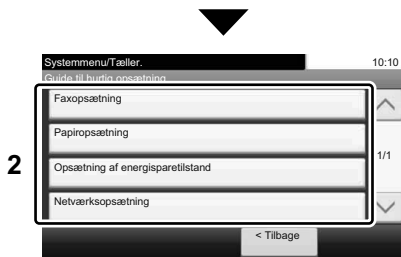 Systemmenu/Tæller.
10:10
Guide til hurtig opsætning
Faxopsætning
Papiropsætning
2
1/1
Opsætning af energisparetilstand
Netværksopsætning
< Tilbage